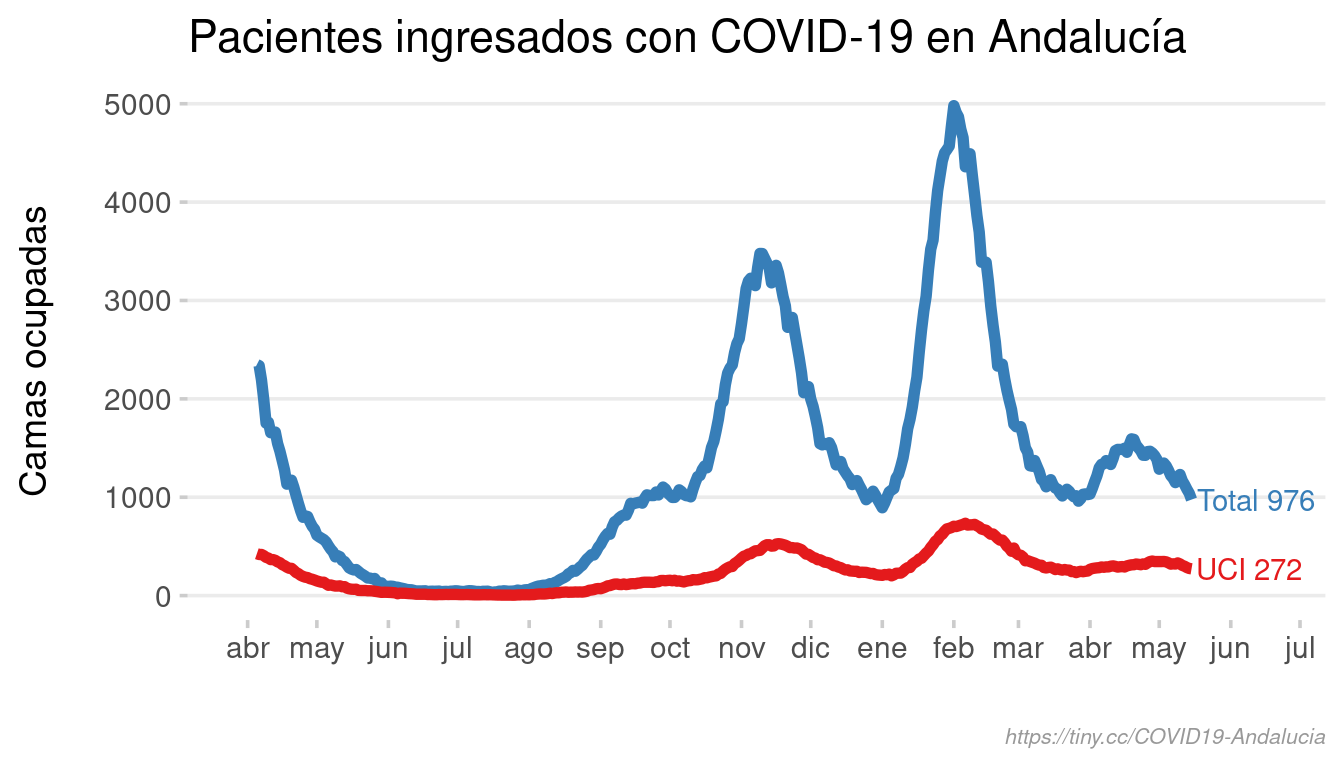 Pacientes ingresados con COVID-19 en Andalucía
Camas ocupadas
5000
4000
3000
2000
1000
0
Total 976
UCI 272
abr may jun jul ago sep oct nov dic ene feb mar abr may jun jul
https://tiny.cc/COVID19-Andalucia